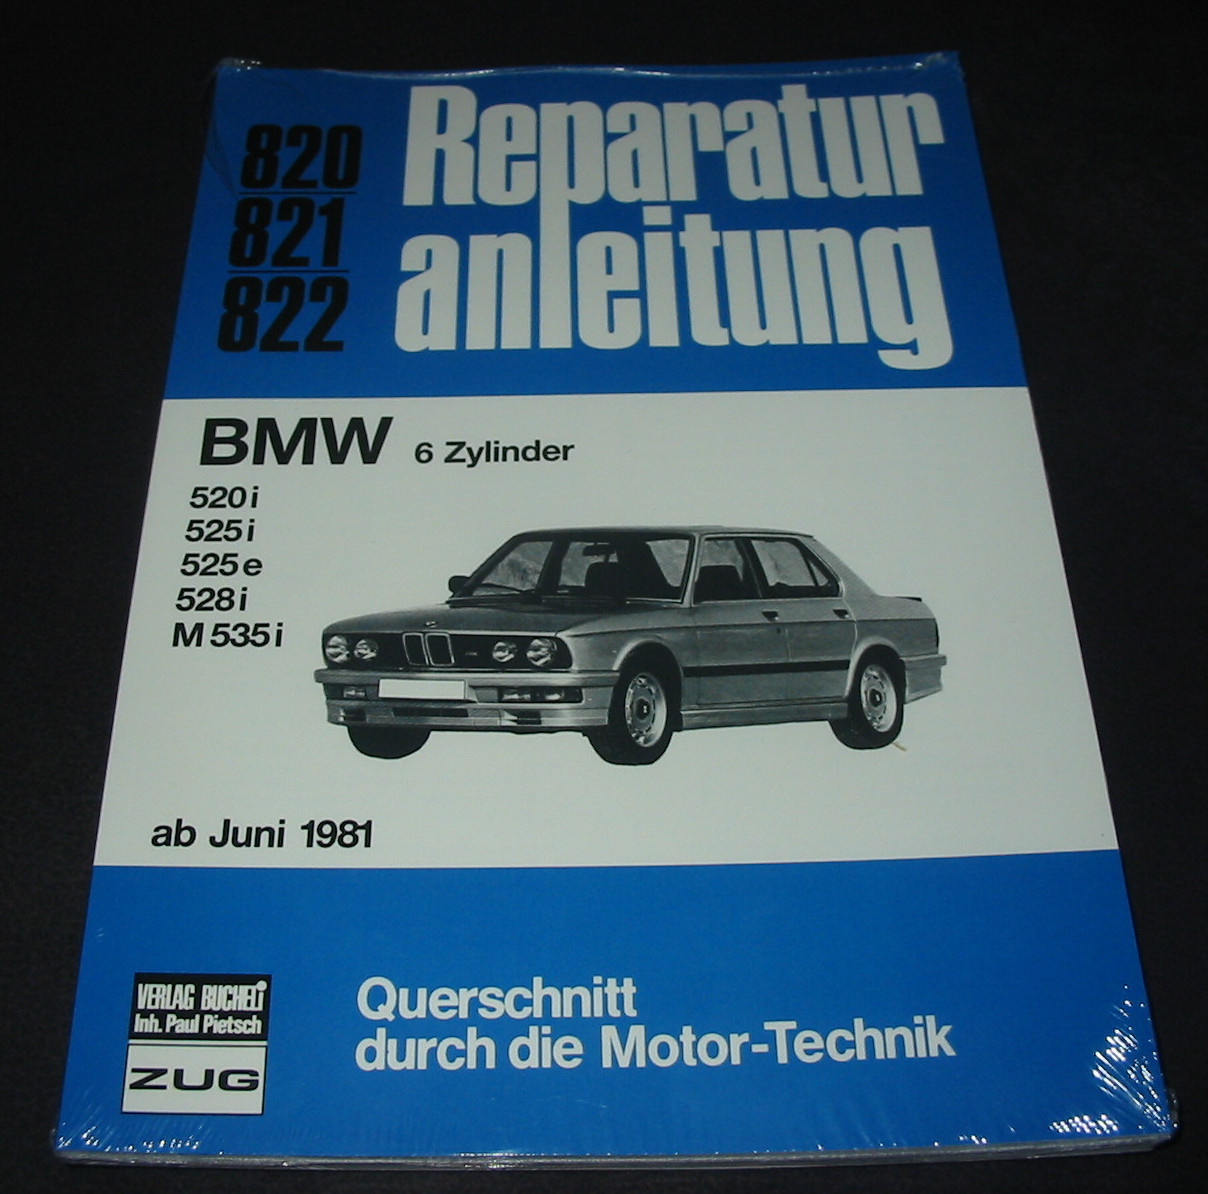 820
821
822
Reparatur
anleitung
BMW 6 Zylinder
520i
525i
525e
528i
M 535i
ab Juni 1981
VERLAG BUCHELi
Inh. Paul Pietsch
ZUG
Querschnitt
durch die Motor-Technik